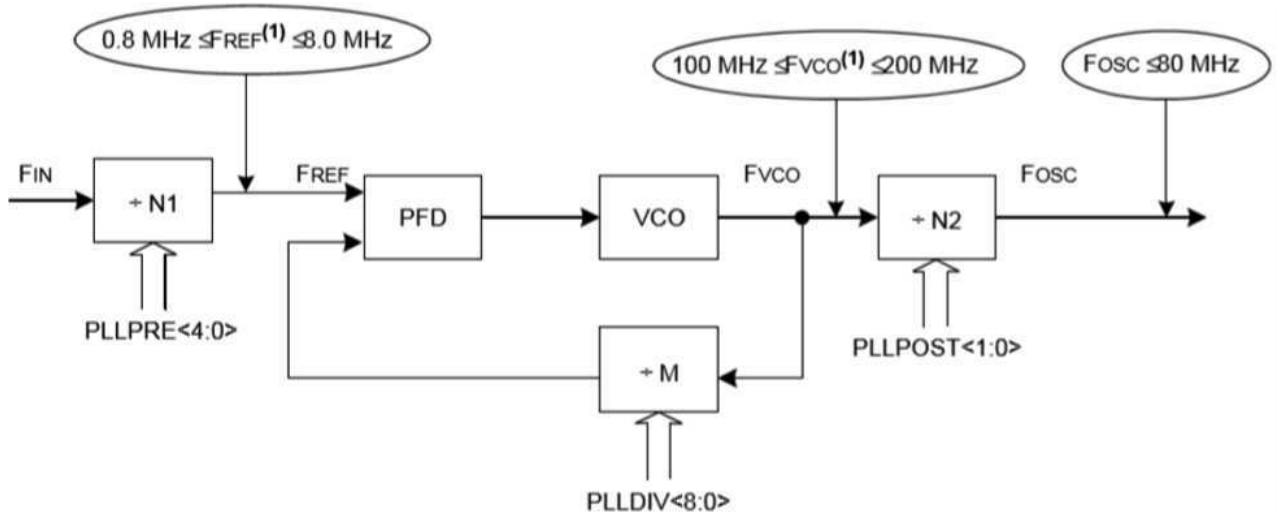 0.8 MHz ≤FREF(1) ≤8.0 MHz
100 MHz ≤FVCO(1) ≤200 MHz
FOSC ≤80 MHz
FIN
÷ N1
FREF
PFD
VCO
FVCO
÷ N2
FOSC
PLLPRE<4:0>
÷ M
PLLPOST<1:0>
PLLDIV<8:0>